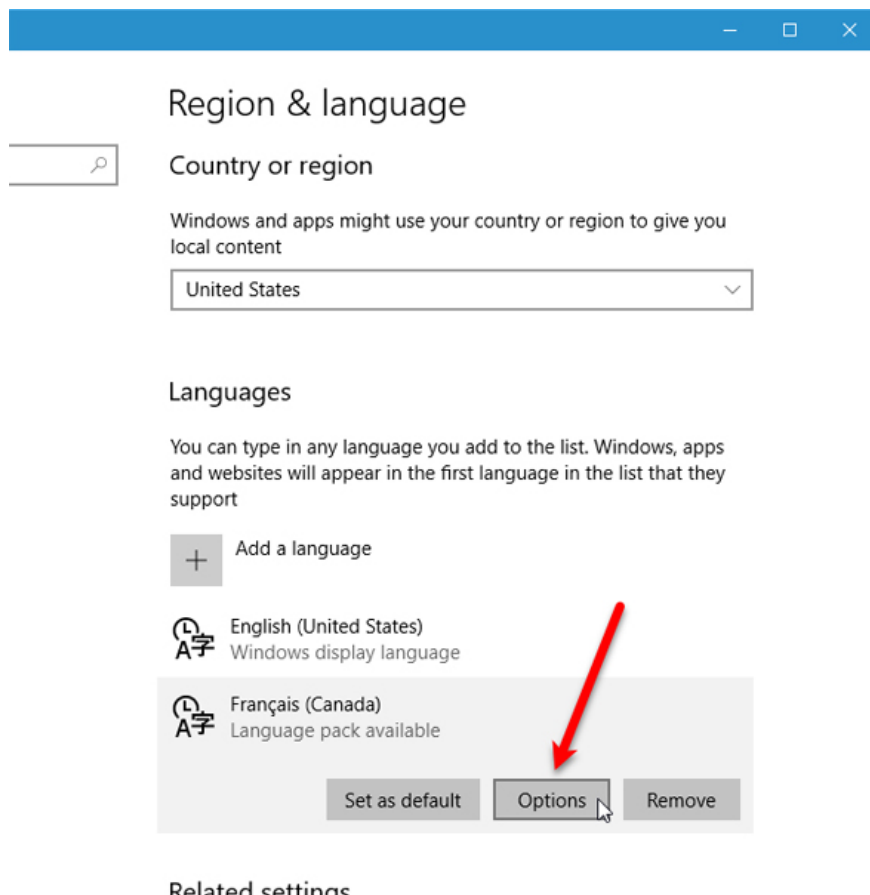 Region & language
Country or region
Windows and apps might use your country or region to give you
local content
United States
Languages
You can type in any language you add to the list. Windows, apps
and websites will appear in the first language in the list that they
support
Add a language
English (United States)
Windows display language
Français (Canada)
Language pack available
Set as default Options Remove
Related settings